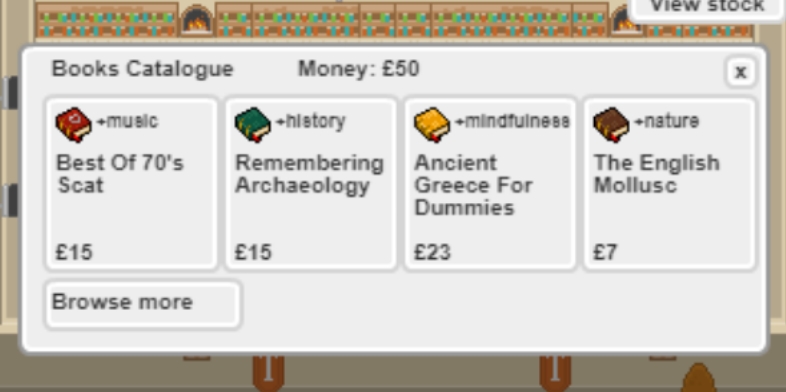 View stock
Books Catalogue Money: £50
x
+music
Best Of 70's
Scat
£15
+history
Remembering
Archaeology
£15
+mindfulness
Ancient
Greece For
Dummies
£23
+nature
The English
Mollusc
£7
Browse more